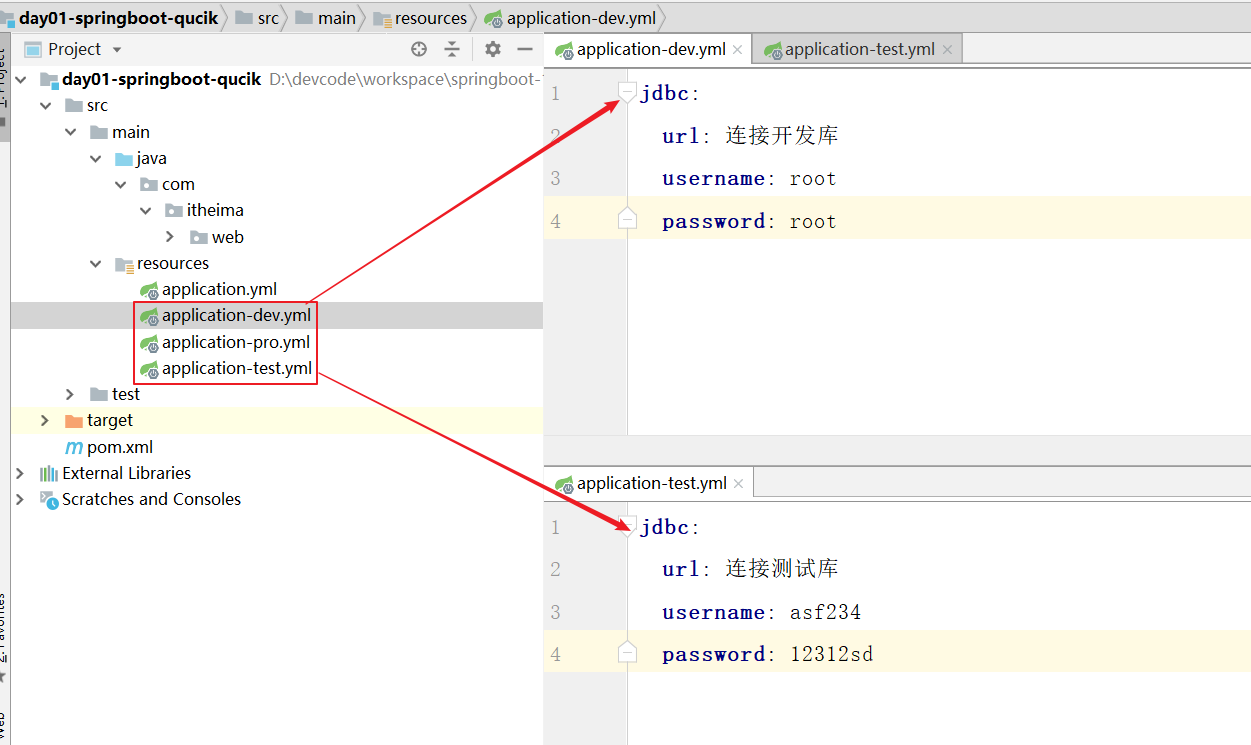 day01-springboot-qucik src main resources application-dev.yml
Project
day01-springboot-qucik D:\devcode\workspace\springboot-
src
main
java
com
itheima
web
resources
application.yml
application-dev.yml
application-pro.yml
application-test.yml
test
target
pom.xml
External Libraries
Scratches and Consoles
application-dev.yml application-test.yml
1 jdbc:
2 url: 连接开发库
3 username: root
4 password: root
application-test.yml
1 jdbc:
2 url: 连接测试库
3 username: asf234
4 password: 12312sd
1: Project
2: Favorites
Web